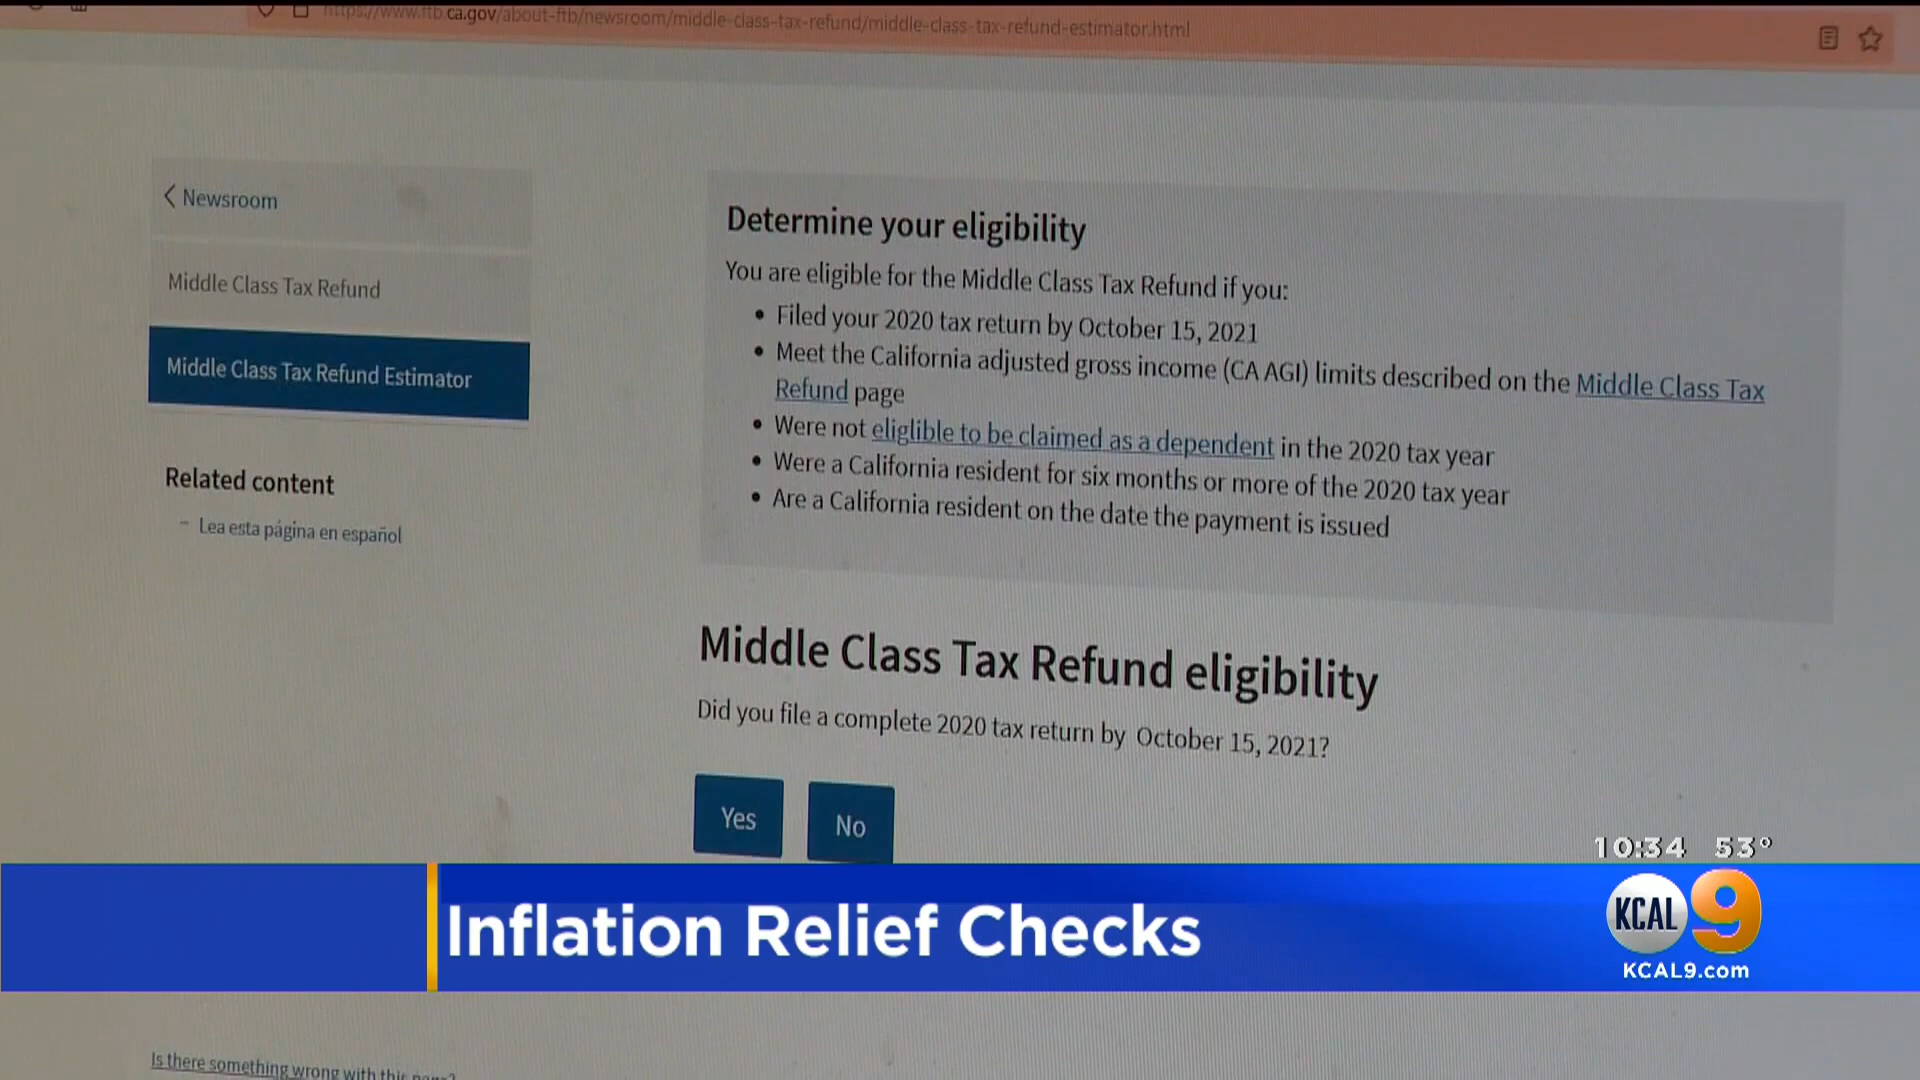 https://www.ftb.ca.gov/about-ftb/newsroom/middle-class-tax-refund/middle-class-tax-refund-estimator.html
Newsroom
Middle Class Tax Refund
Middle Class Tax Refund Estimator
Related content
- Lea esta página en español
Determine your eligibility
You are eligible for the Middle Class Tax Refund if you:
• Filed your 2020 tax return by October 15, 2021
• Meet the California adjusted gross income (CA AGI) limits described on the Middle Class Tax
Refund page
• Were not eliglible to be claimed as a dependent in the 2020 tax year
• Were a California resident for six months or more of the 2020 tax year
• Are a California resident on the date the payment is issued
Middle Class Tax Refund eligibility
Did you file a complete 2020 tax return by October 15, 2021?
Yes No
10:34 53°
Inflation Relief Checks
KCAL 9
KCAL9.com
Is there something wrong with this page?